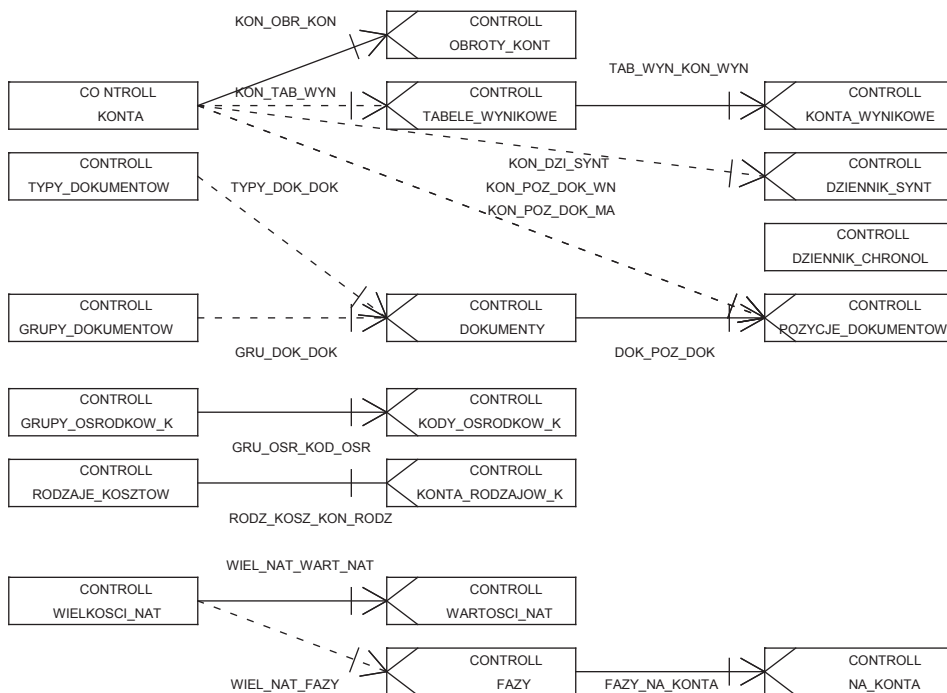 KON_OBR_KON
CONTROLL
OBROTY_KONT
CO NTROLL
KONTA
KON_TAB_WYN
CONTROLL
TABELE_WYNIKOWE
TAB_WYN_KON_WYN
CONTROLL
KONTA_WYNIKOWE
CONTROLL
TYPY_DOKUMENTOW
TYPY_DOK_DOK
KON_DZI_SYNT
KON_POZ_DOK_WN
KON_POZ_DOK_MA
CONTROLL
DZIENNIK_SYNT
CONTROLL
DZIENNIK_CHRONOL
CONTROLL
GRUPY_DOKUMENTOW
GRU_DOK_DOK
CONTROLL
DOKUMENTY
DOK_POZ_DOK
CONTROLL
POZYCJE_DOKUMENTOW
CONTROLL
GRUPY_OSRODKOW_K
GRU_OSR_KOD_OSR
CONTROLL
KODY_OSRODKOW_K
CONTROLL
RODZAJE_KOSZTOW
RODZ_KOSZ_KON_RODZ
CONTROLL
KONTA_RODZAJOW_K
CONTROLL
WIELKOSCI_NAT
WIEL_NAT_WART_NAT
CONTROLL
WARTOSCI_NAT
WIEL_NAT_FAZY
CONTROLL
FAZY
FAZY_NA_KONTA
CONTROLL
NA_KONTA